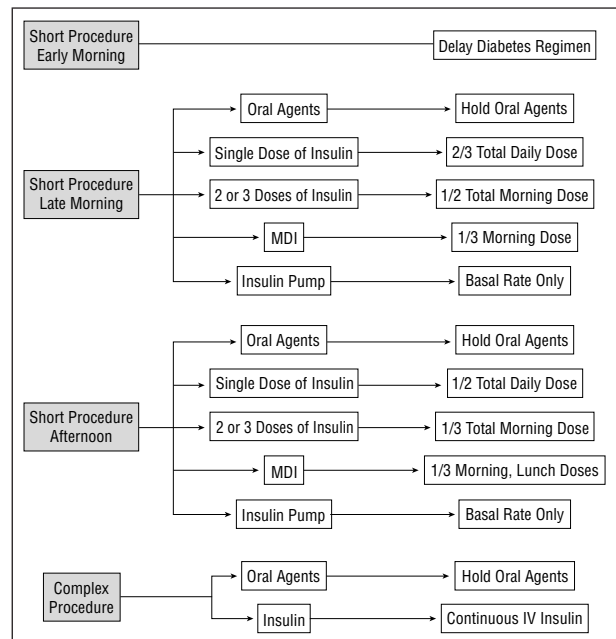 Short Procedure
Early Morning
Delay Diabetes Regimen
Short Procedure
Late Morning
Oral Agents
Hold Oral Agents
Single Dose of Insulin
2/3 Total Daily Dose
2 or 3 Doses of Insulin
1/2 Total Morning Dose
MDI
1/3 Morning Dose
Insulin Pump
Basal Rate Only
Short Procedure
Afternoon
Oral Agents
Hold Oral Agents
Single Dose of Insulin
1/2 Total Daily Dose
2 or 3 Doses of Insulin
1/3 Total Morning Dose
MDI
1/3 Morning, Lunch Doses
Insulin Pump
Basal Rate Only
Complex
Procedure
Oral Agents
Hold Oral Agents
Insulin
Continuous IV Insulin